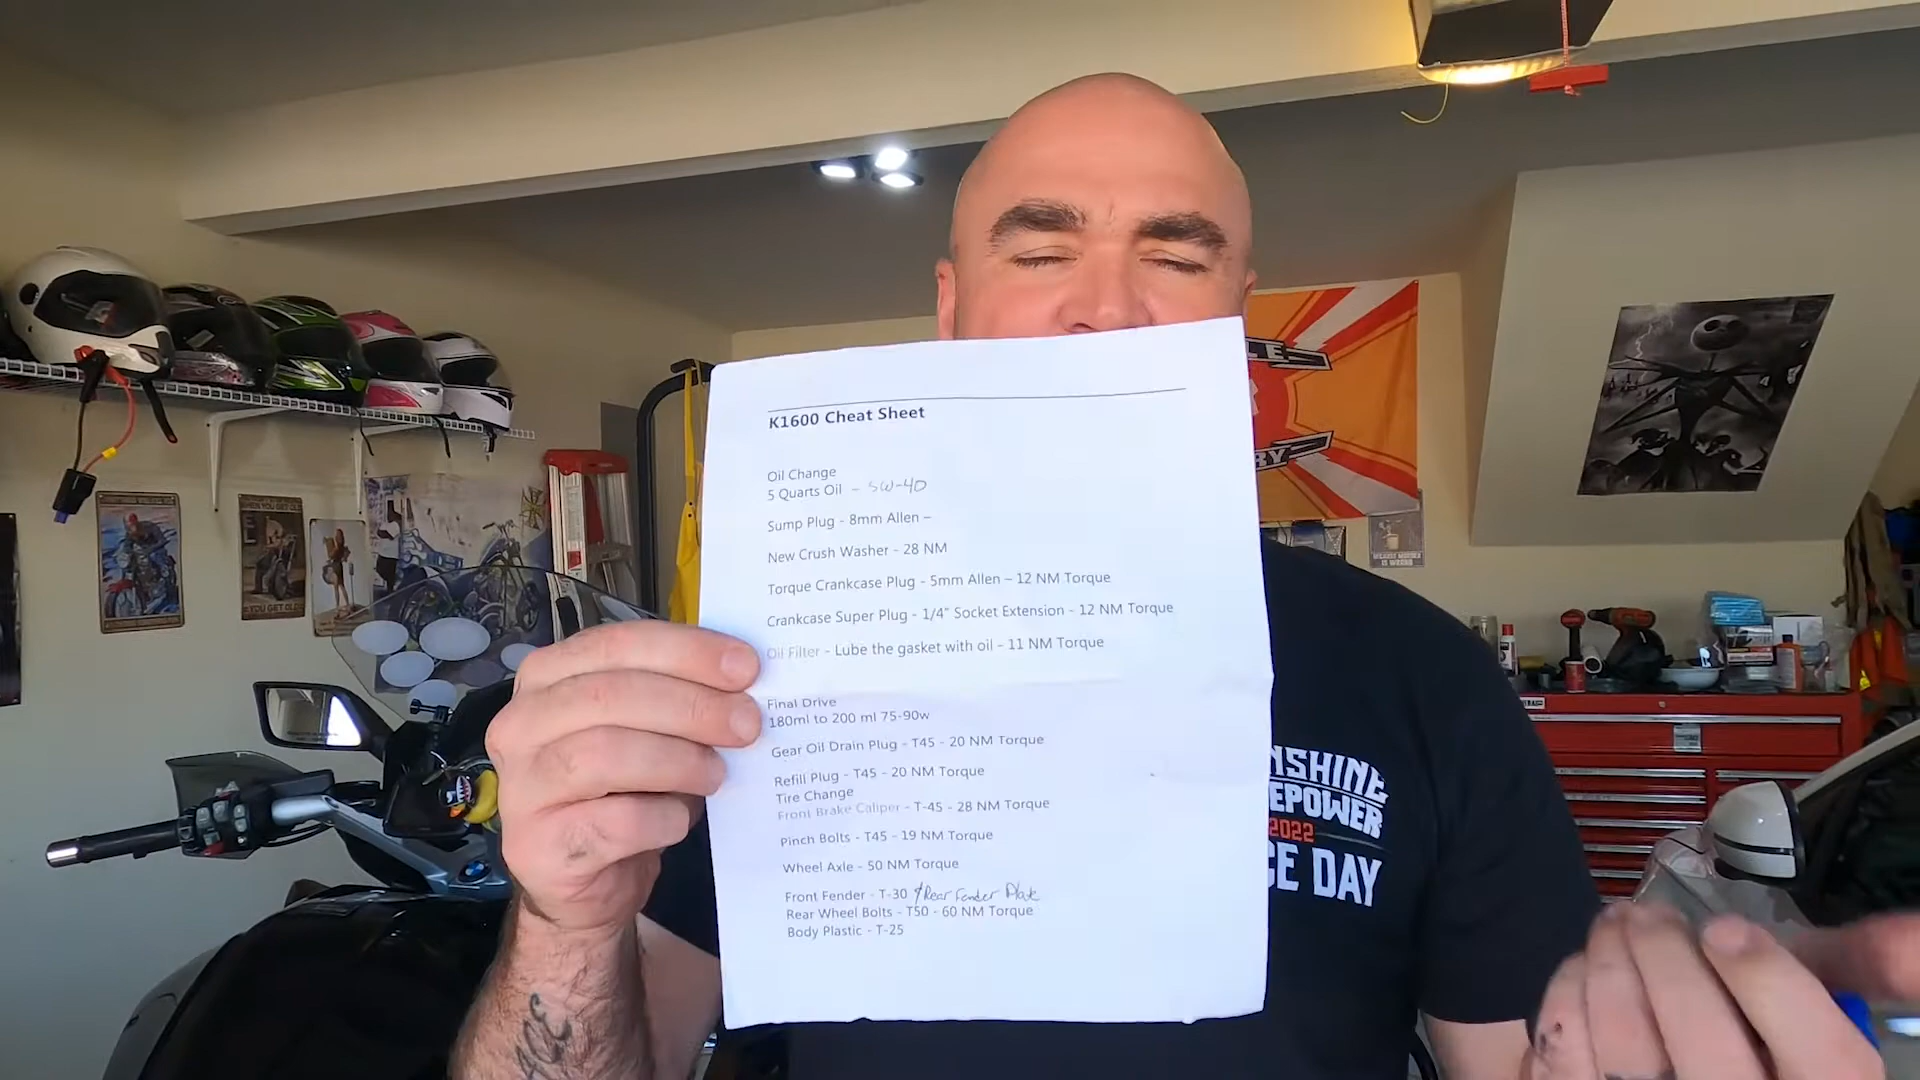 K1600 Cheat Sheet
Oil Change
5 Quarts Oil - 5W-40
Sump Plug - 8mm Allen –
New Crush Washer - 28 NM
Torque Crankcase Plug - 5mm Allen – 12 NM Torque
Crankcase Super Plug - 1/4" Socket Extension - 12 NM Torque
Oil Filter - Lube the gasket with oil - 11 NM Torque
Final Drive
180ml to 200 ml 75-90w
Gear Oil Drain Plug - T45 - 20 NM Torque
Refill Plug - T45 - 20 NM Torque
Tire Change
Front Brake Caliper - T-45 - 28 NM Torque
Pinch Bolts - T45 - 19 NM Torque
Wheel Axle - 50 NM Torque
Front Fender - T-30 & Rear Fender Plate
Rear Wheel Bolts - T50 - 60 NM Torque
Body Plastic - T-25
NSHINE
EPOWER
2022
CE DAY
LE
RY